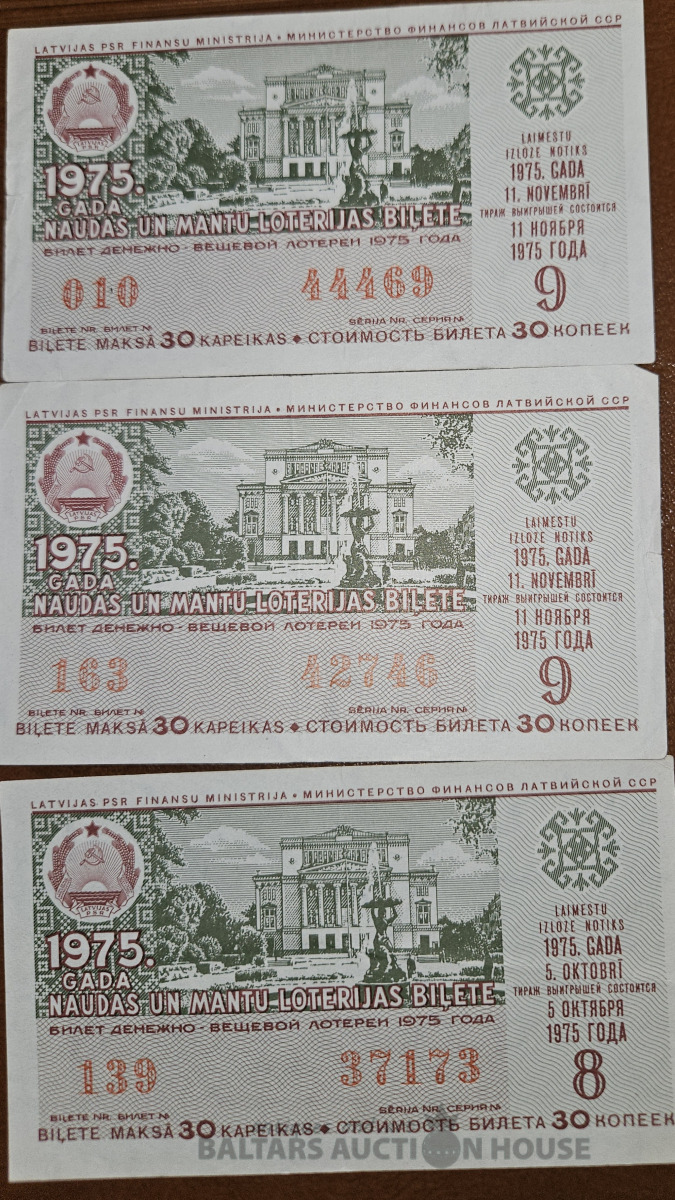 LATVIJAS PSR FINANSU MINISTRIJA • МИНИСТЕРСТВО ФИНАНСОВ ЛАТВИЙСКОЙ ССР
LATVIJAS
PSR
1975.
GADA
NAUDAS UN MANTU LOTERIJAS BIĻETE
БИЛЕТ ДЕНЕЖНО - ВЕЩЕВОЙ ЛОТЕРЕИ 1975 ГОДА
010 44469
BIĻETE NR. БИЛЕТ № SĒRIJA NR. СЕРИЯ №
BIĻETE MAKSĀ 30 KAPEIKAS ◆ СТОИМОСТЬ БИЛЕТА 30 КОПЕЕК
LAIMESTU
IZLOZE NOTIKS
1975. GADA
11. NOVEMBRĪ
ТИРАЖ ВЫИГРЫШЕЙ СОСТОИТСЯ
11 НОЯБРЯ
1975 ГОДА
9
LATVIJAS PSR FINANSU MINISTRIJA • МИНИСТЕРСТВО ФИНАНСОВ ЛАТВИЙСКОЙ ССР
LATVIJAS
PSR
1975.
GADA
NAUDAS UN MANTU LOTERIJAS BIĻETE
БИЛЕТ ДЕНЕЖНО - ВЕЩЕВОЙ ЛОТЕРЕИ 1975 ГОДА
163 42746
BIĻETE NR. БИЛЕТ № SĒRIJA NR. СЕРИЯ №
BIĻETE MAKSĀ 30 KAPEIKAS ◆ СТОИМОСТЬ БИЛЕТА 30 КОПЕЕК
LAIMESTU
IZLOZE NOTIKS
1975. GADA
11. NOVEMBRĪ
ТИРАЖ ВЫИГРЫШЕЙ СОСТОИТСЯ
11 НОЯБРЯ
1975 ГОДА
9
LATVIJAS PSR FINANSU MINISTRIJA • МИНИСТЕРСТВО ФИНАНСОВ ЛАТВИЙСКОЙ ССР
LATVIJAS
PSR
1975.
GADA
NAUDAS UN MANTU LOTERIJAS BIĻETE
БИЛЕТ ДЕНЕЖНО - ВЕЩЕВОЙ ЛОТЕРЕИ 1975 ГОДА
139 37173
BIĻETE NR. БИЛЕТ № SĒRIJA NR. СЕРИЯ №
BIĻETE MAKSĀ 30 KAPEIKAS ◆ СТОИМОСТЬ БИЛЕТА 30 КОПЕЕК
LAIMESTU
IZLOZE NOTIKS
1975. GADA
5. OKTOBRĪ
ТИРАЖ ВЫИГРЫШЕЙ СОСТОИТСЯ
5 ОКТЯБРЯ
1975 ГОДА
8
BALTARS AUCTION HOUSE